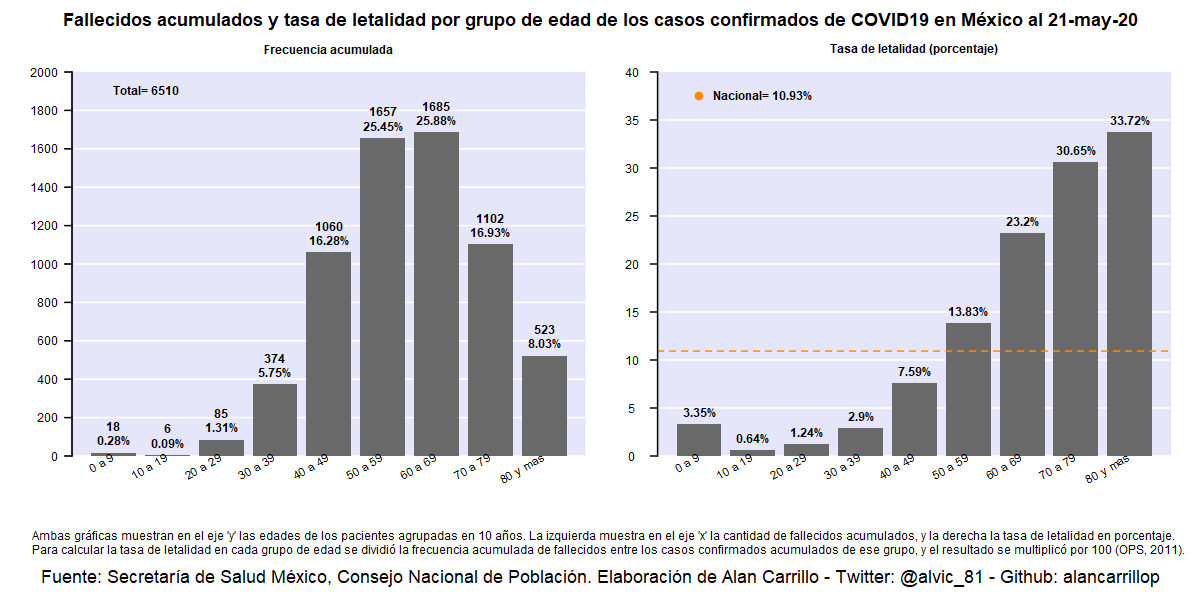 Fallecidos acumulados y tasa de letalidad por grupo de edad de los casos confirmados de COVID19 en México al 21-may-20
Frecuencia acumulada
2000
1800
1600
1400
1200
1000
800
600
400
200
0
Total= 6510
18
0.28%
6
0.09%
85
1.31%
374
5.75%
1060
16.28%
1657
25.45%
1685
25.88%
1102
16.93%
523
8.03%
0 a 9
10 a 19
20 a 29
30 a 39
40 a 49
50 a 59
60 a 69
70 a 79
80 y mas
Tasa de letalidad (porcentaje)
40
35
30
25
20
15
10
5
0
Nacional= 10.93%
3.35%
0.64%
1.24%
2.9%
7.59%
13.83%
23.2%
30.65%
33.72%
0 a 9
10 a 19
20 a 29
30 a 39
40 a 49
50 a 59
60 a 69
70 a 79
80 y mas
Ambas gráficas muestran en el eje 'y' las edades de los pacientes agrupadas en 10 años. La izquierda muestra en el eje 'x' la cantidad de fallecidos acumulados, y la derecha la tasa de letalidad en porcentaje.
Para calcular la tasa de letalidad en cada grupo de edad se dividió la frecuencia acumulada de fallecidos entre los casos confirmados acumulados de ese grupo, y el resultado se multiplicó por 100 (OPS, 2011).
Fuente: Secretaría de Salud México, Consejo Nacional de Población. Elaboración de Alan Carrillo - Twitter: @alvic_81 - Github: alancarrillop